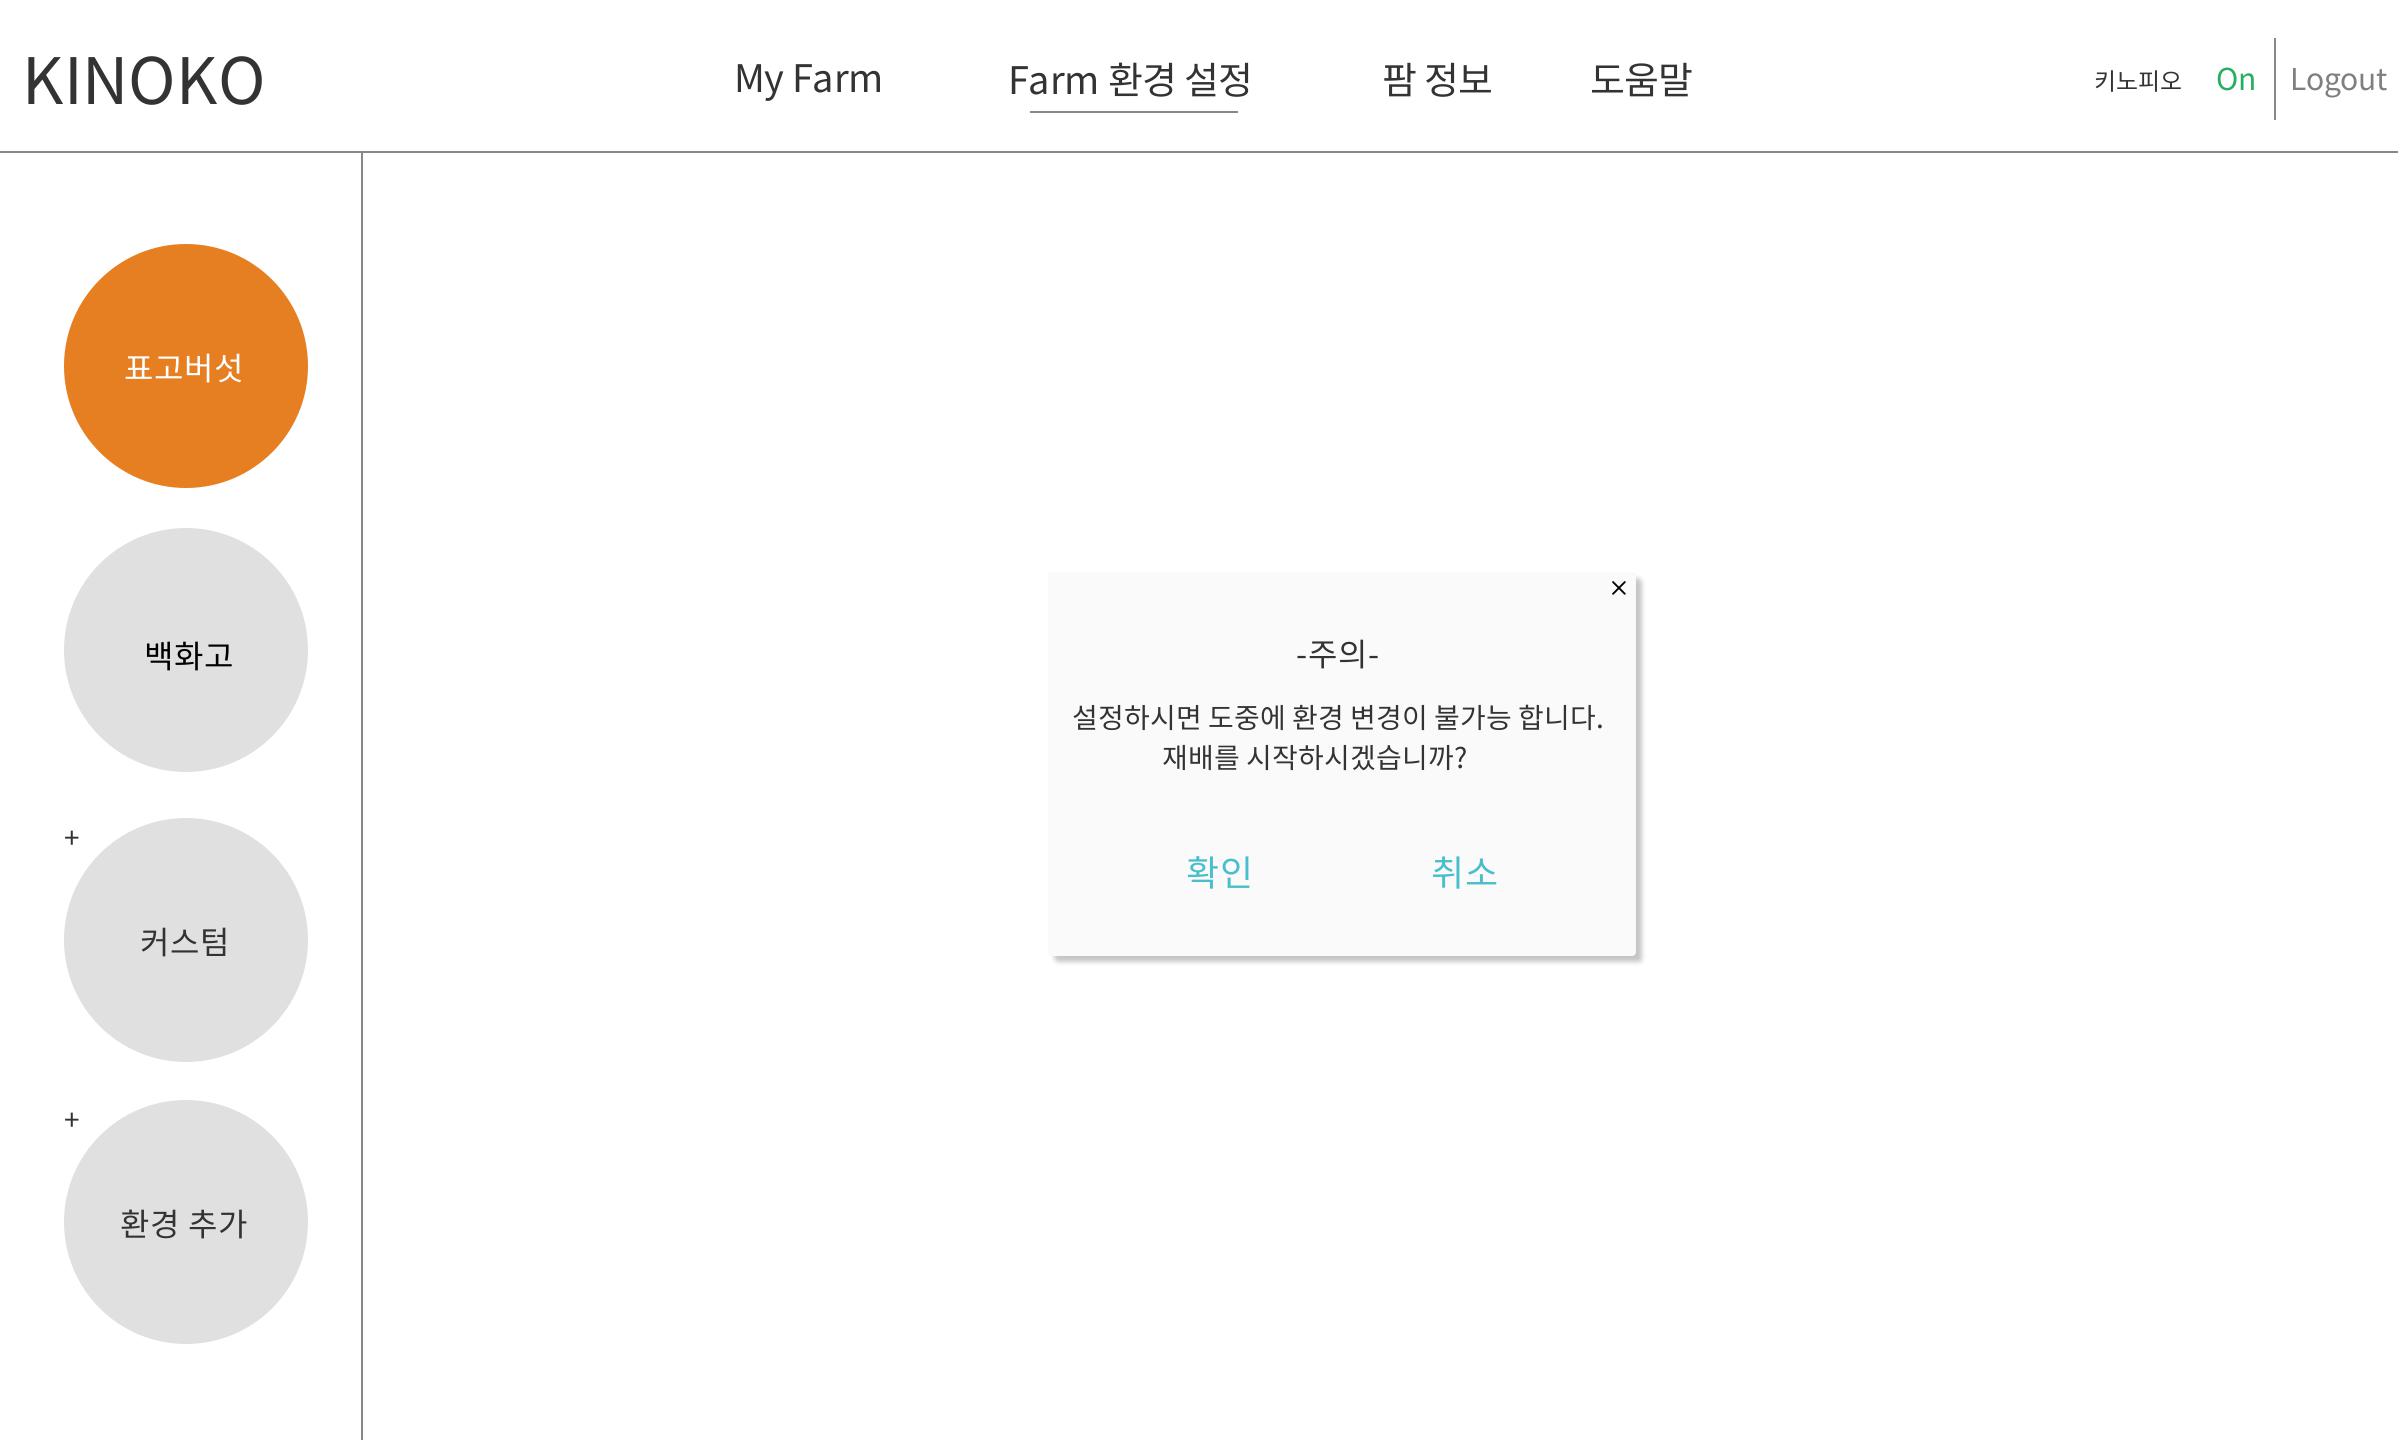 KINOKO
My Farm
Farm 환경 설정
팜 정보
도움말
키노피오
On
Logout
표고버섯
백화고
+
커스텀
+
환경 추가
×
-주의-
설정하시면 도중에 환경 변경이 불가능 합니다.
재배를 시작하시겠습니까?
확인
취소